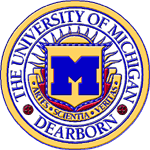 THE UNIVERSITY OF MICHIGAN
DEARBORN
M
ARTES · SCIENTIA · VERITAS